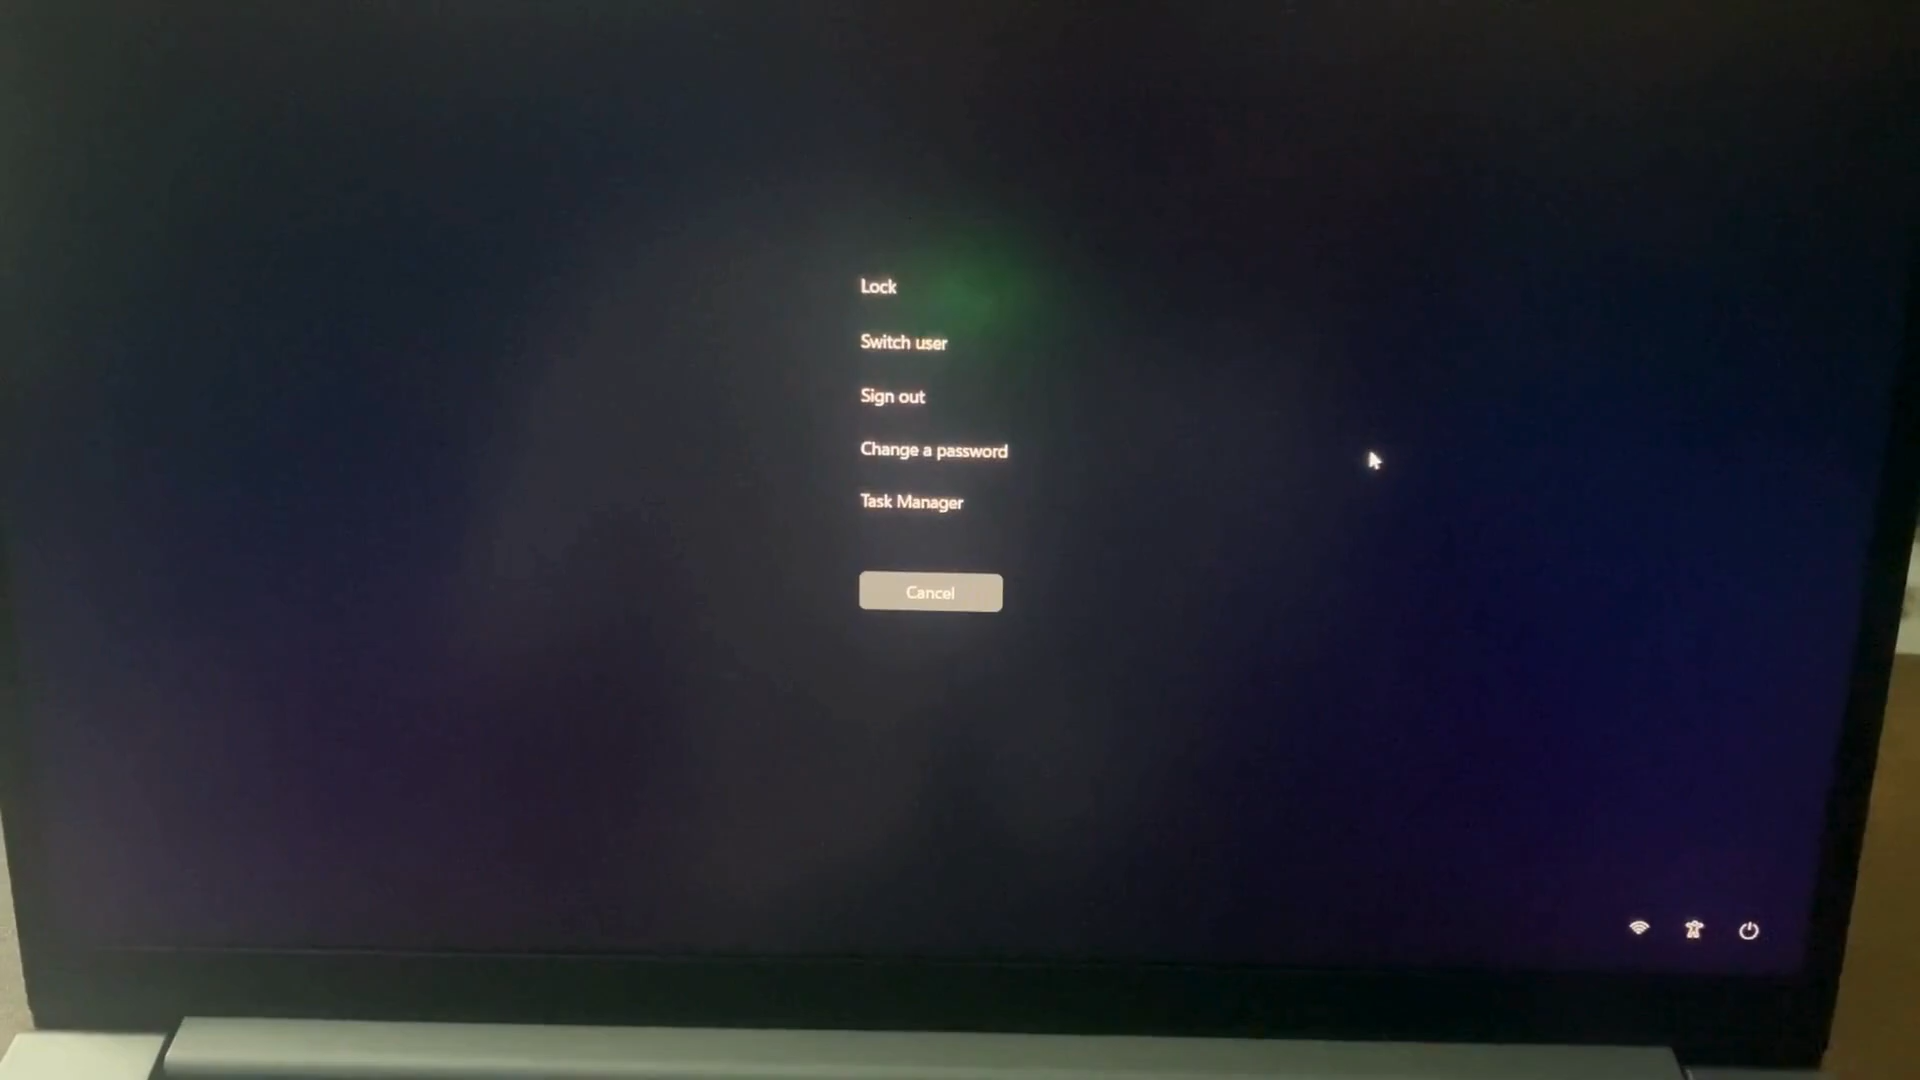 Lock
Switch user
Sign out
Change a password
Task Manager
Cancel